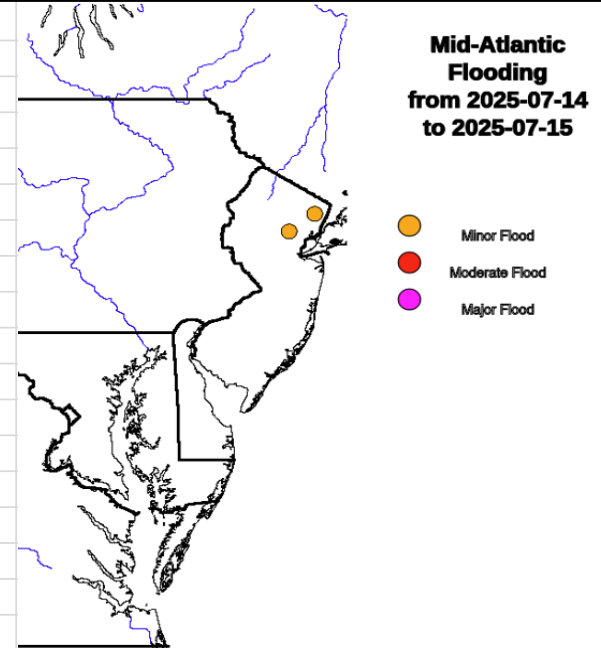 Mid-Atlantic
Flooding
from 2025-07-14
to 2025-07-15
Minor Flood
Moderate Flood
Major Flood